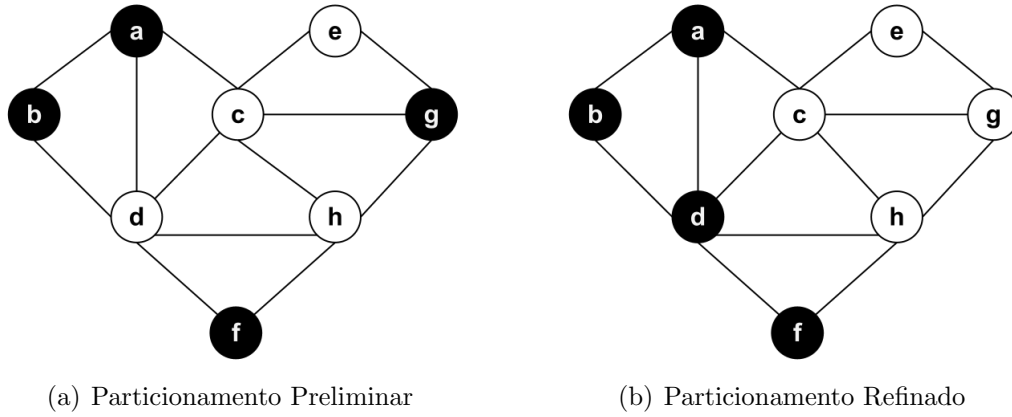 a e a e
b c g b c g
d h d h
f f
(a) Particionamento Preliminar (b) Particionamento Refinado